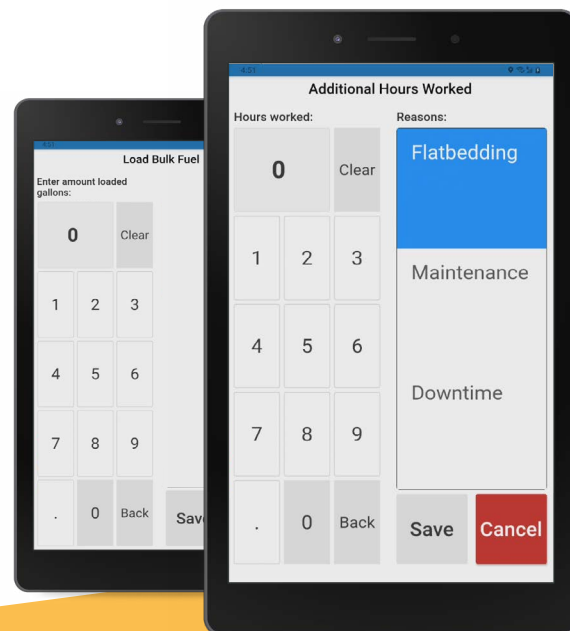 4:51
Load Bulk Fuel
Enter amount loaded
gallons:
0 Clear
1 2 3
4 5 6
7 8 9
. 0 Back
4:51
Additional Hours Worked
Hours worked: Reasons:
0 Clear
Flatbedding
1 2 3
Maintenance
4 5 6
Downtime
7 8 9
. 0 Back
Save Cancel